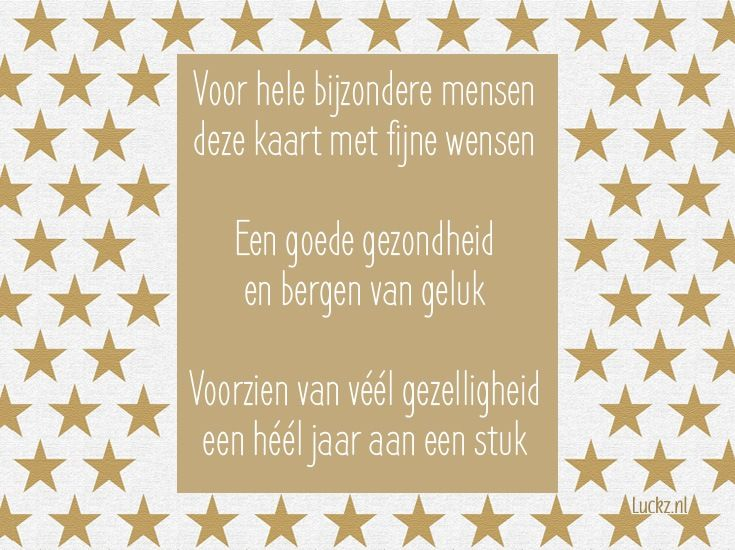 Voor hele bijzondere mensen
deze kaart met fijne wensen
Een goede gezondheid
en bergen van geluk
Voorzien van véél gezelligheid
een héél jaar aan een stuk
Luckz.nl